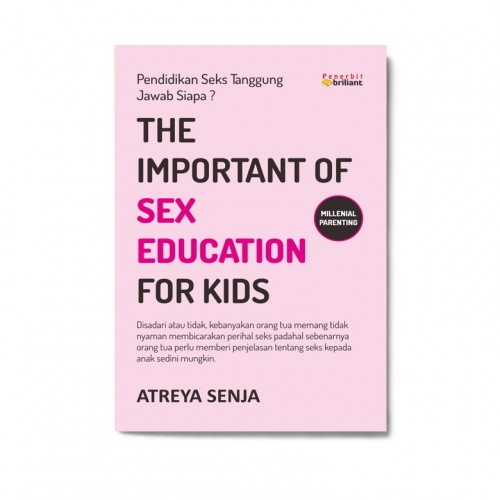 Pendidikan Seks Tanggung
Jawab Siapa ?
Penerbit
briliant
THE
IMPORTANT OF
SEX
EDUCATION
FOR KIDS
MILLENIAL
PARENTING
Disadari atau tidak, kebanyakan orang tua memang tidak
nyaman membicarakan perihal seks padahal sebenarnya
orang tua perlu memberi penjelasan tentang seks kepada
anak sedini mungkin.
ATREYA SENJA